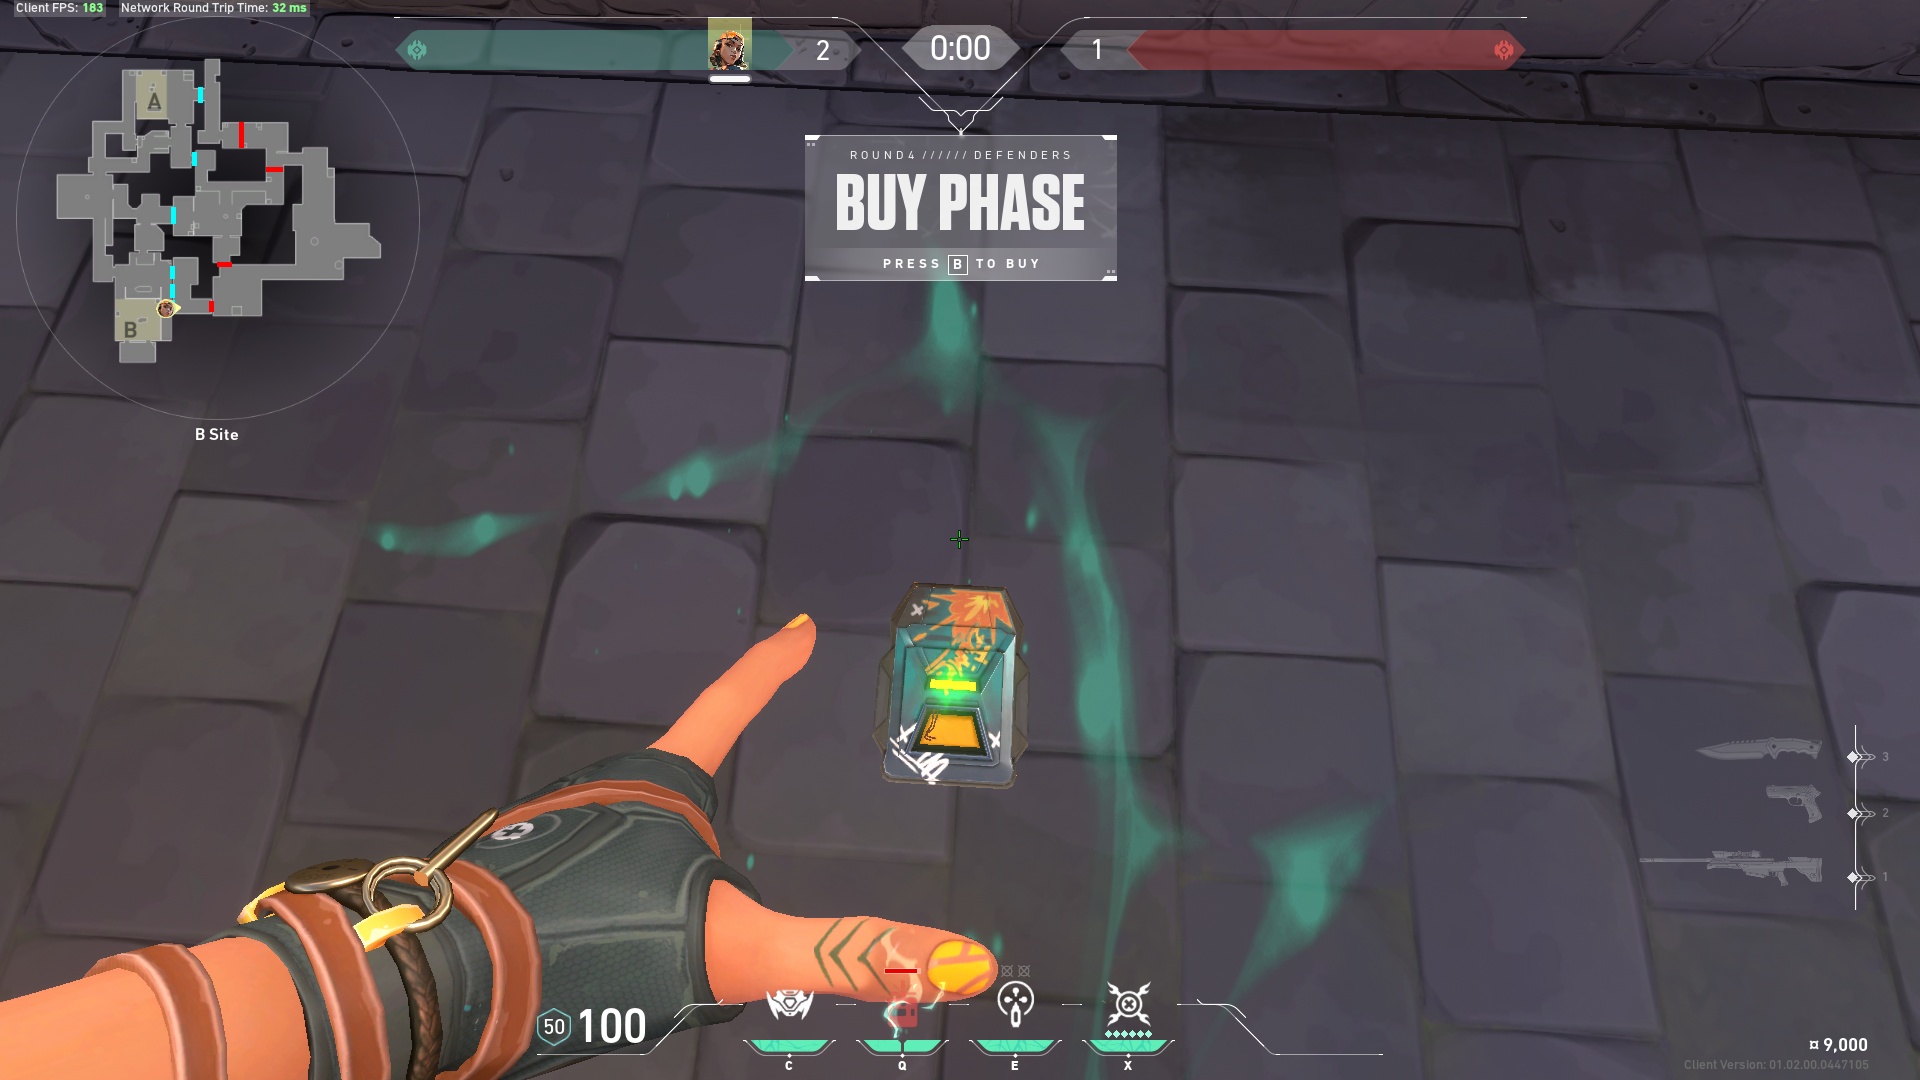 Client FPS: 183 Network Round Trip Time: 32 ms
2
0:00
1
ROUND 4 ////// DEFENDERS
BUY PHASE
PRESS B TO BUY
A
B
B Site
3
2
1
50 100
C
Q
E
X
¤ 9,000
Client Version: 01.02.00.0447105